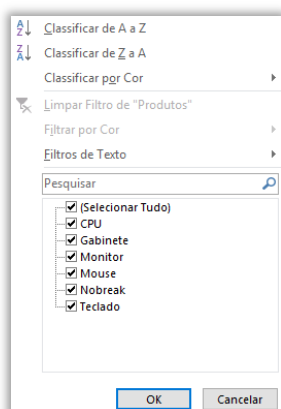 Classificar de A a Z
Classificar de Z a A
Classificar por Cor
Limpar Filtro de "Produtos"
Filtrar por Cor
Filtros de Texto
Pesquisar
(Selecionar Tudo)
CPU
Gabinete
Monitor
Mouse
Nobreak
Teclado
OK Cancelar